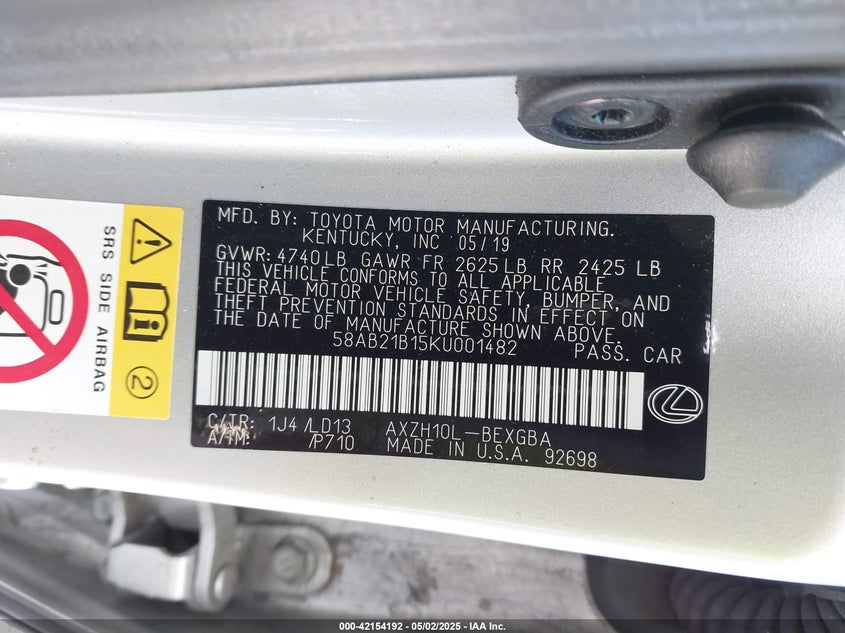 MFD. BY: TOYOTA MOTOR MANUFACTURING.
KENTUCKY, INC 05/19
GVWR: 4740LB GAWR FR 2625LB RR 2425 LB
THIS VEHICLE CONFORMS TO ALL APPLICABLE
FEDERAL MOTOR VEHICLE SAFETY, BUMPER, AND
THEFT PREVENTION STANDARDS IN EFFECT ON
THE DATE OF MANUFACTURE SHOWN ABOVE.
58AB21B15KU001482 PASS. CAR
C/TR: 1J4 /LD13 AXZH10L-BEXGBA
A/TM: /P710 MADE IN U.S.A. 92698
SRS SIDE AIRBAG
2
000-42154192 - 05/02/2025 - IAA Inc.